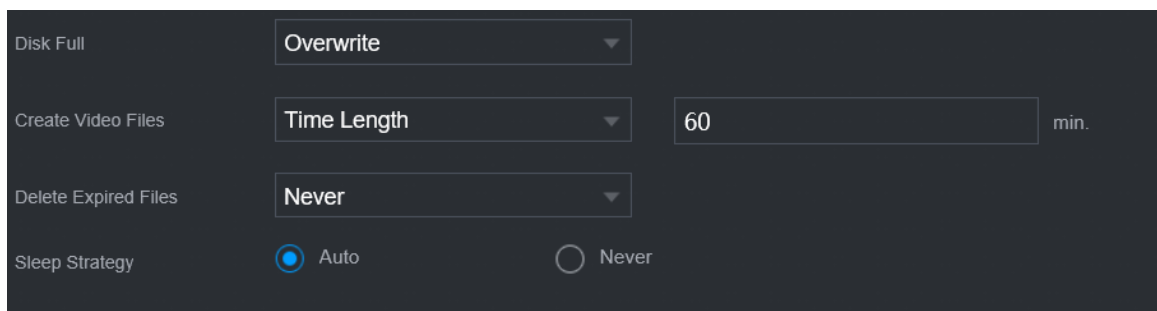 Disk Full Overwrite
Create Video Files Time Length 60 min.
Delete Expired Files Never
Sleep Strategy Auto Never